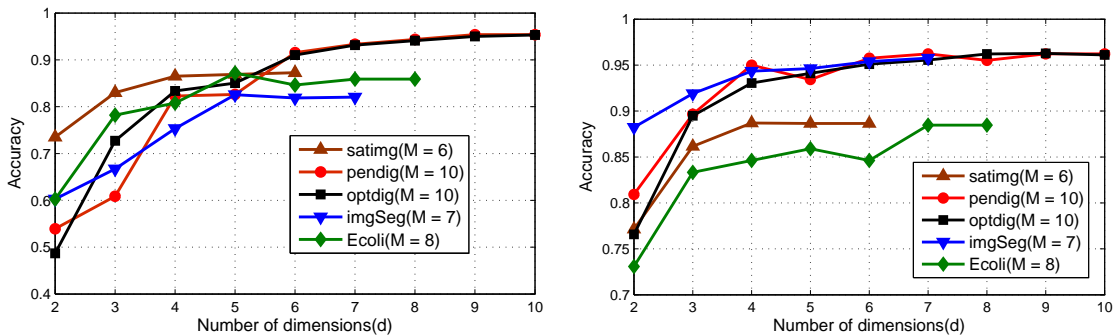 1
0.9
0.8
0.7
0.6
0.5
0.4
Accuracy
2 3 4 5 6 7 8 9 10
Number of dimensions(d)
satimg(M = 6)
pendig(M = 10)
optdig(M = 10)
imgSeg(M = 7)
Ecoli(M = 8)
1
0.95
0.9
0.85
0.8
0.75
0.7
Accuracy
2 3 4 5 6 7 8 9 10
Number of dimensions(d)
satimg(M = 6)
pendig(M = 10)
optdig(M = 10)
imgSeg(M = 7)
Ecoli(M = 8)